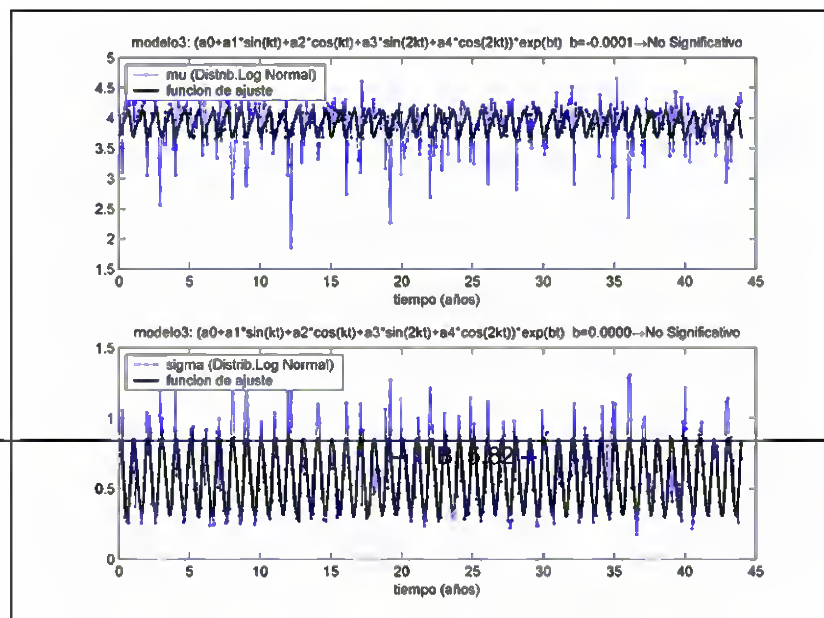 modelo3: (a0+a1*sin(kt)+a2*cos(kt)+a3*sin(2kt)+a4*cos(2kt))*exp(bt) b=-0.0001→No Significativo
5
4.5
4
3.5
3
2.5
2
1.5
mu (Distrib.Log Normal)
funcion de ajuste
0 5 10 15 20 25 30 35 40 45
tiempo (años)
modelo3: (a0+a1*sin(kt)+a2*cos(kt)+a3*sin(2kt)+a4*cos(2kt))*exp(bt) b=0.0000→No Significativo
1.5
1
0.5
0
sigma (Distrib.Log Normal)
funcion de ajuste
0 5 10 15 20 25 30 35 40 45
tiempo (años)